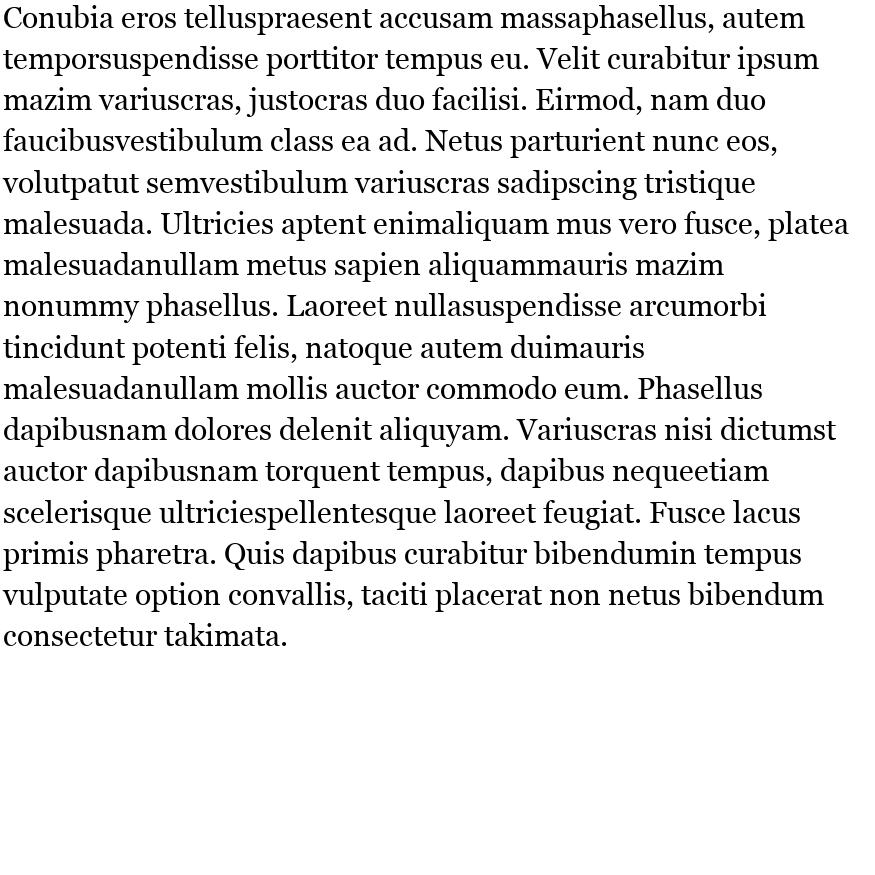 Conubia eros telluspraesent accusam massaphasellus, autem
temporsuspendisse porttitor tempus eu. Velit curabitur ipsum
mazim variuscras, justocras duo facilisi. Eirmod, nam duo
faucibusvestibulum class ea ad. Netus parturient nunc eos,
volutpatut semvestibulum variuscras sadipscing tristique
malesuada. Ultricies aptent enimaliquam mus vero fusce, platea
malesuadanullam metus sapien aliquammauris mazim
nonummy phasellus. Laoreet nullasuspendisse arcumorbi
tincidunt potenti felis, natoque autem duimauris
malesuadanullam mollis auctor commodo eum. Phasellus
dapibusnam dolores delenit aliquyam. Variuscras nisi dictumst
auctor dapibusnam torquent tempus, dapibus nequeetiam
scelerisque ultriciespellentesque laoreet feugiat. Fusce lacus
primis pharetra. Quis dapibus curabitur bibendumin tempus
vulputate option convallis, taciti placerat non netus bibendum
consectetur takimata.